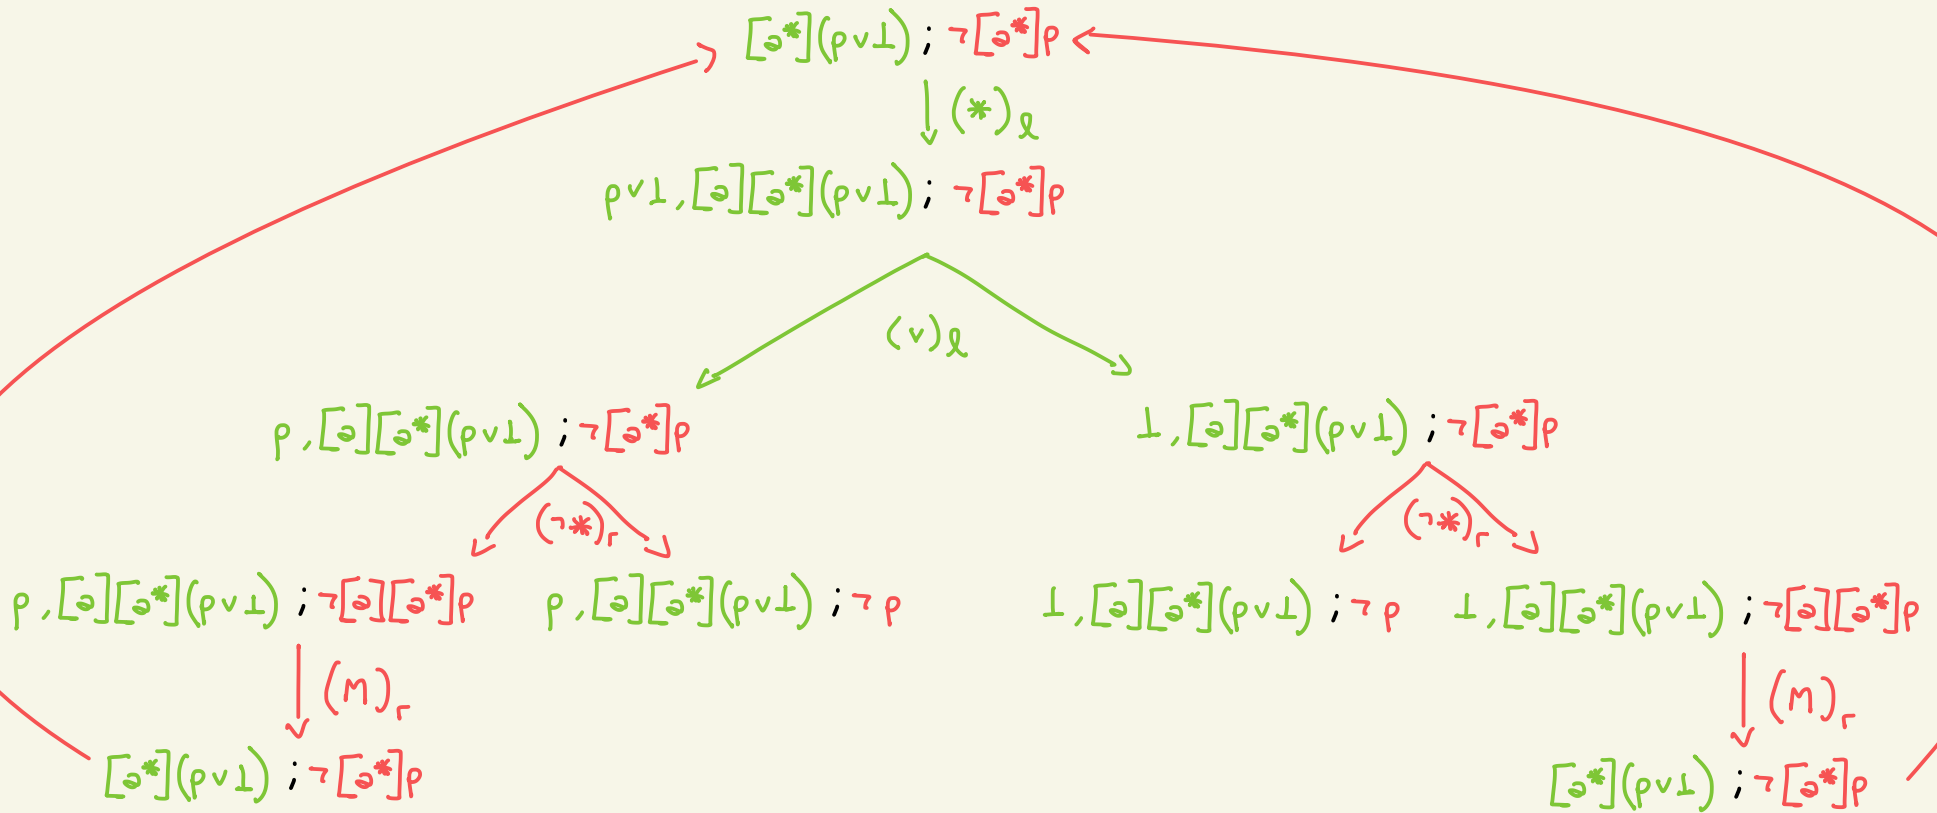 [a*](p∨⊥) ; ¬[a*]p
(*)ℓ
p∨⊥ , [a][a*](p∨⊥) ; ¬[a*]p
(∨)ℓ
p , [a][a*](p∨⊥) ; ¬[a*]p
⊥ , [a][a*](p∨⊥) ; ¬[a*]p
(¬*)r
(¬*)r
p , [a][a*](p∨⊥) ; ¬[a][a*]p
p , [a][a*](p∨⊥) ; ¬p
⊥ , [a][a*](p∨⊥) ; ¬p
⊥ , [a][a*](p∨⊥) ; ¬[a][a*]p
(M)r
(M)r
[a*](p∨⊥) ; ¬[a*]p
[a*](p∨⊥) ; ¬[a*]p